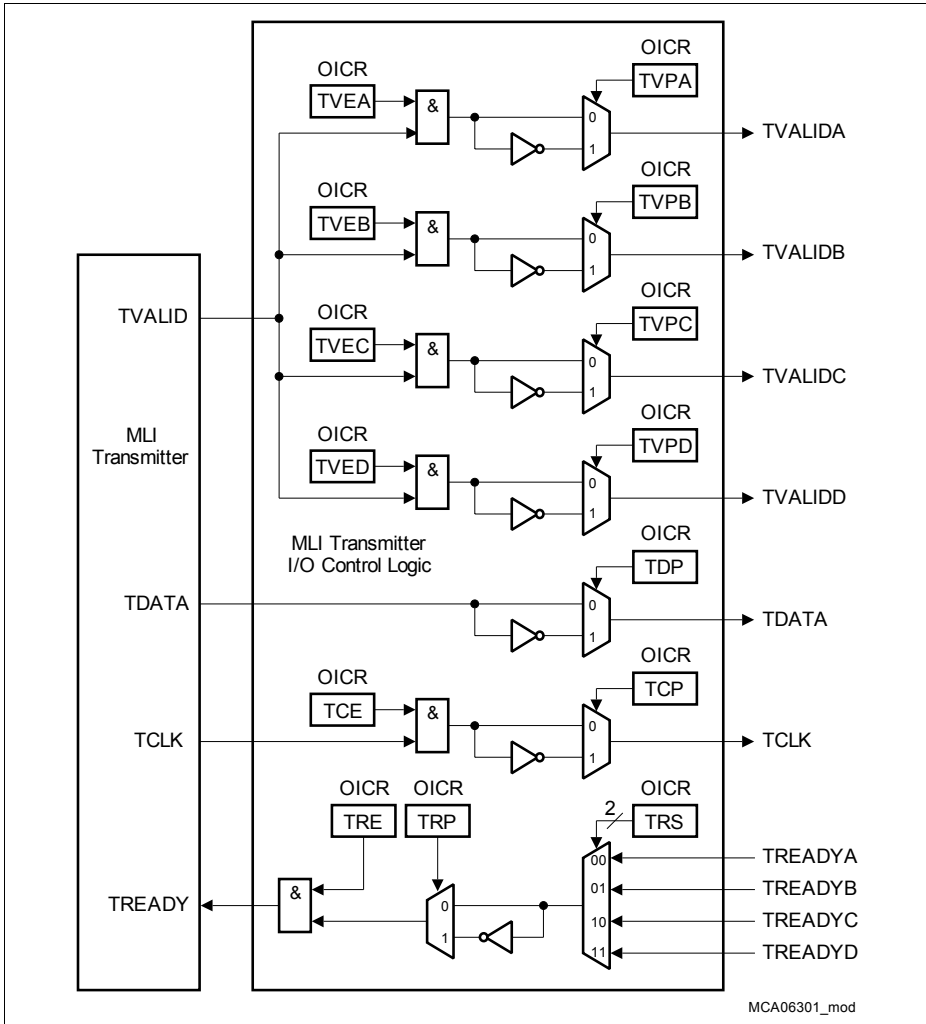 OICR
TVEA
&
OICR
TVPA
0
1
TVALIDA
OICR
TVEB
&
OICR
TVPB
0
1
TVALIDB
TVALID
OICR
TVEC
&
OICR
TVPC
0
1
TVALIDC
MLI
Transmitter
OICR
TVED
&
OICR
TVPD
0
1
TVALIDD
MLI Transmitter
I/O Control Logic
OICR
TDP
TDATA
0
1
TDATA
OICR
TCE
&
OICR
TCP
0
1
TCLK
TCLK
OICR
TRE
OICR
TRP
OICR
2
TRS
TREADY
&
0
1
00
01
10
11
TREADYA
TREADYB
TREADYC
TREADYD
MCA06301_mod